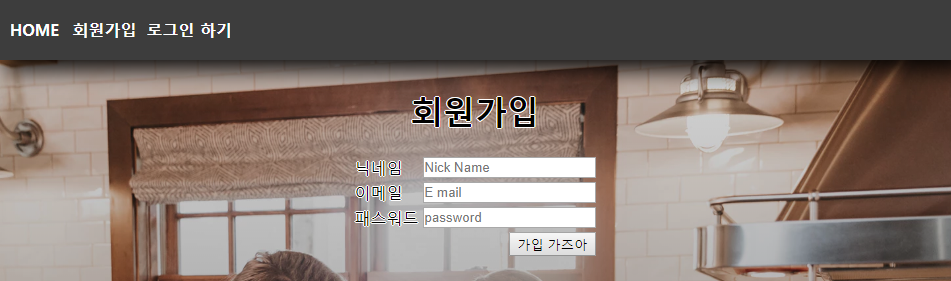 HOME 회원가입 로그인 하기
회원가입
닉네임 Nick Name
이메일 E mail
패스워드 password
가입 가즈아